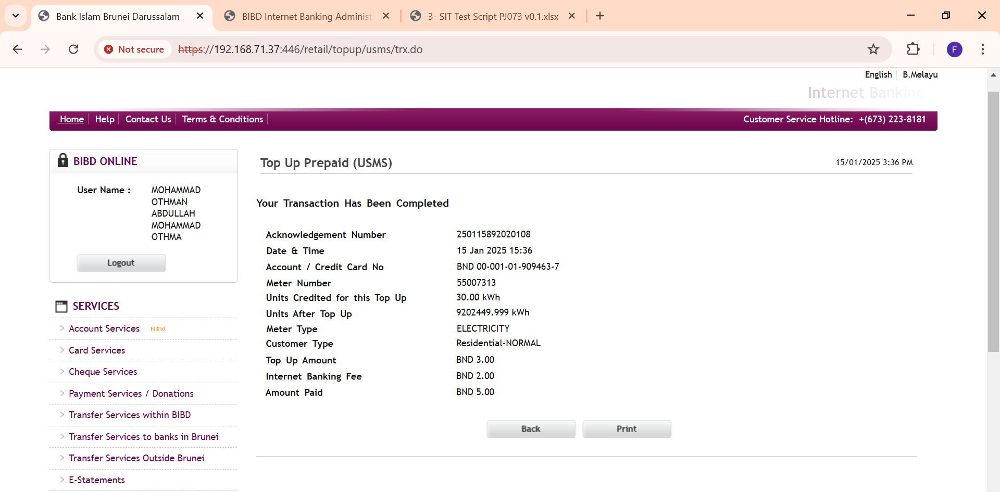 Bank Islam Brunei Darussalam
BIBD Internet Banking Administ
3- SIT Test Script PJ073 v0.1.xlsx
Not secure
https://192.168.71.37:446/retail/topup/usms/trx.do
F
English B.Melayu
Internet Banking
Home Help Contact Us Terms & Conditions Customer Service Hotline: +(673) 223-8181
BIBD ONLINE
User Name : MOHAMMAD
OTHMAN
ABDULLAH
MOHAMMAD
OTHMA
Logout
SERVICES
Account Services NEW
Card Services
Cheque Services
Payment Services / Donations
Transfer Services within BIBD
Transfer Services to banks in Brunei
Transfer Services Outside Brunei
E-Statements
Top Up Prepaid (USMS) 15/01/2025 3:36 PM
Your Transaction Has Been Completed
Acknowledgement Number 250115892020108
Date & Time 15 Jan 2025 15:36
Account / Credit Card No BND 00-001-01-909463-7
Meter Number 55007313
Units Credited for this Top Up 30.00 kWh
Units After Top Up 9202449.999 kWh
Meter Type ELECTRICITY
Customer Type Residential-NORMAL
Top Up Amount BND 3.00
Internet Banking Fee BND 2.00
Amount Paid BND 5.00
Back Print